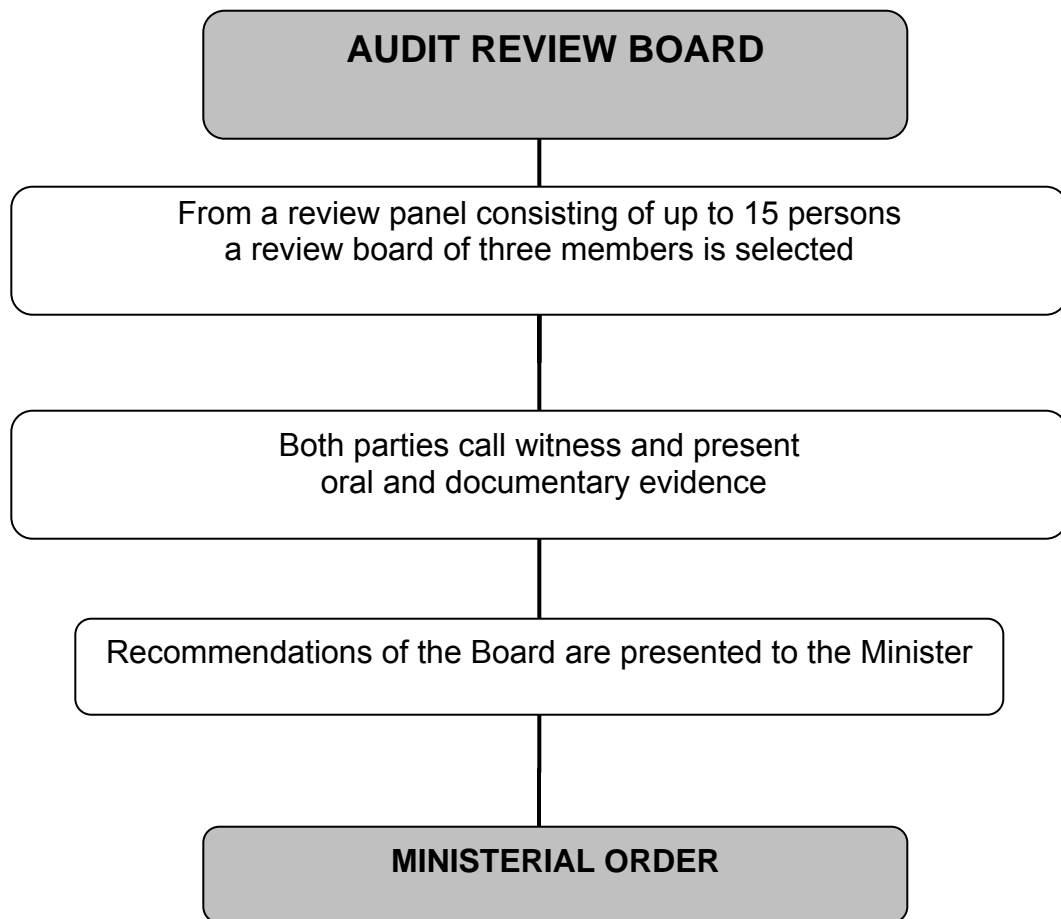 AUDIT REVIEW BOARD
From a review panel consisting of up to 15 persons
a review board of three members is selected
Both parties call witness and present
oral and documentary evidence
Recommendations of the Board are presented to the Minister
MINISTERIAL ORDER